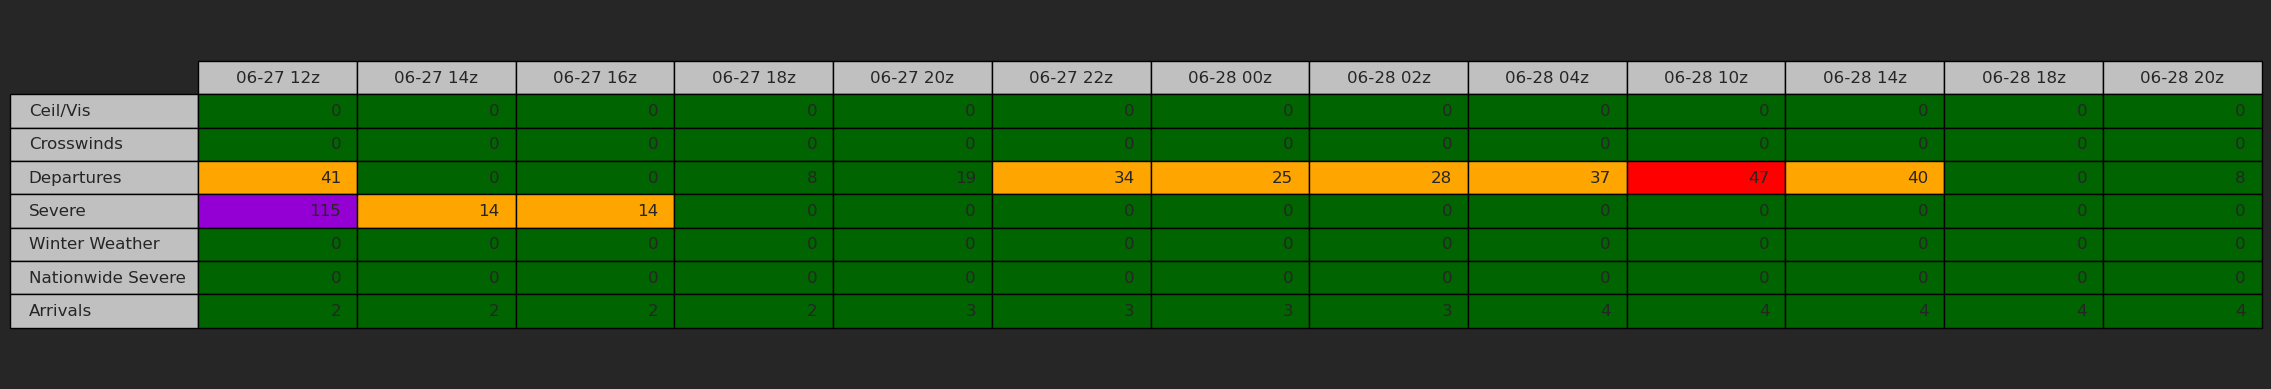 06-27 12z 06-27 14z 06-27 16z 06-27 18z 06-27 20z 06-27 22z 06-28 00z 06-28 02z 06-28 04z 06-28 10z 06-28 14z 06-28 18z 06-28 20z
Ceil/Vis 0 0 0 0 0 0 0 0 0 0 0 0 0
Crosswinds 0 0 0 0 0 0 0 0 0 0 0 0 0
Departures 41 0 0 8 19 34 25 28 37 47 40 0 8
Severe 115 14 14 0 0 0 0 0 0 0 0 0 0
Winter Weather 0 0 0 0 0 0 0 0 0 0 0 0 0
Nationwide Severe 0 0 0 0 0 0 0 0 0 0 0 0 0
Arrivals 2 2 2 2 3 3 3 3 4 4 4 4 4